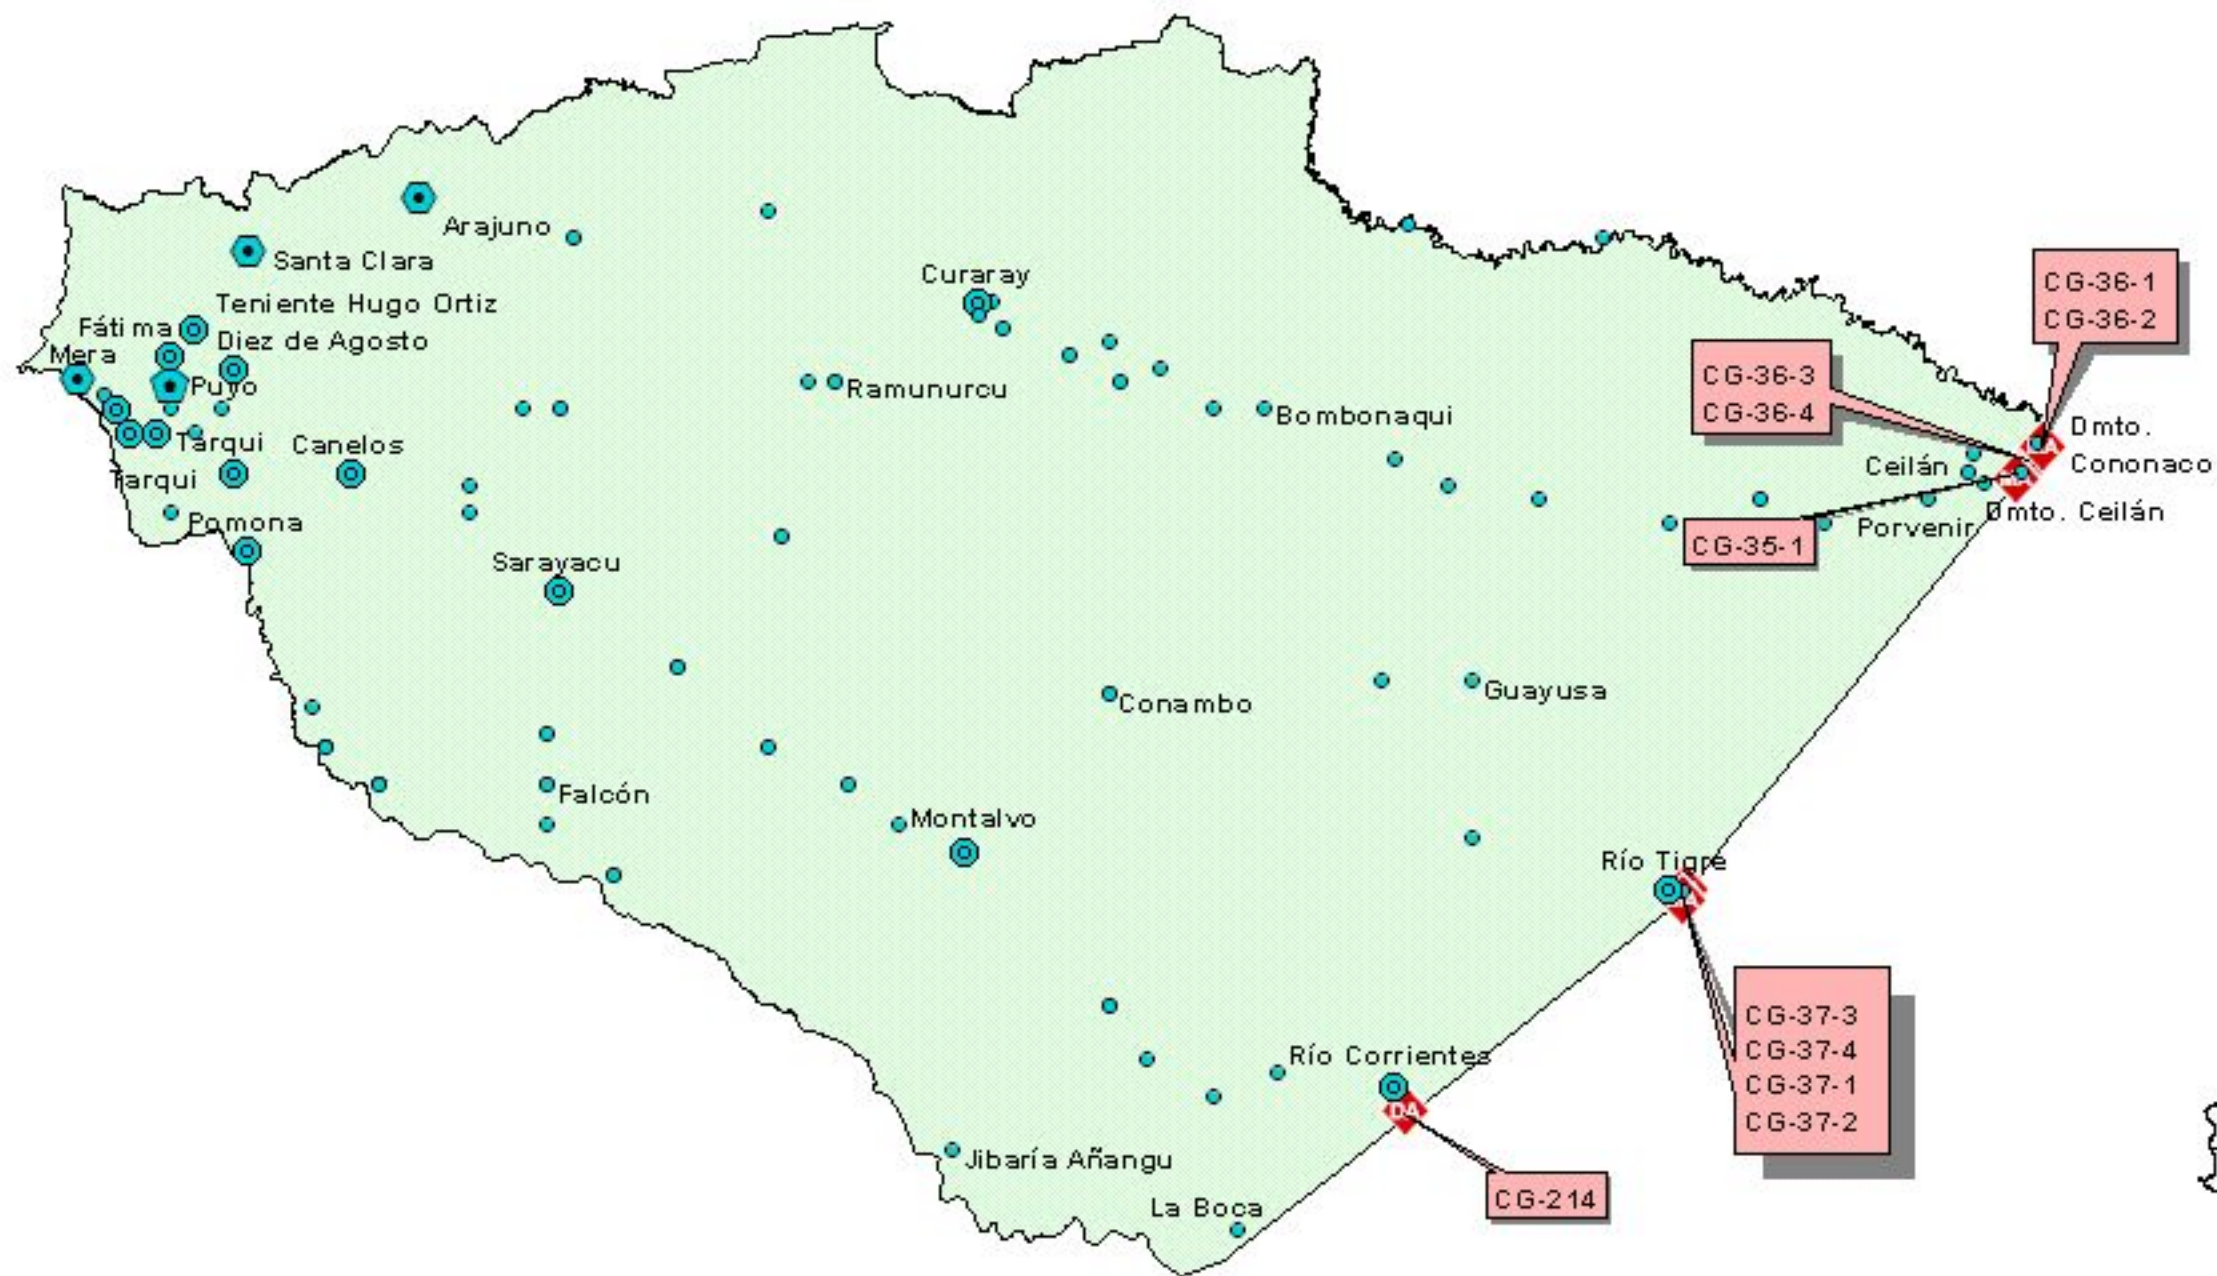 Arajuno
Santa Clara
Curaray
CG-36-1
CG-36-2
Teniente Hugo Ortiz
Fátima
Diez de Agosto
Mera
Puyo
Ramunurcu
CG-36-3
CG-36-4
Bombonaqui
Dmto.
Cononaco
Tarqui
Canelos
Ceilán
Tarqui
Pomona
Porvenir
Dmto. Ceilán
CG-35-1
Sarayacu
Conambo
Guayusa
Falcón
Montalvo
Río Tigre
CG-37-3
CG-37-4
CG-37-1
CG-37-2
Río Corrientes
DA
Jibaría Añangu
CG-214
La Boca